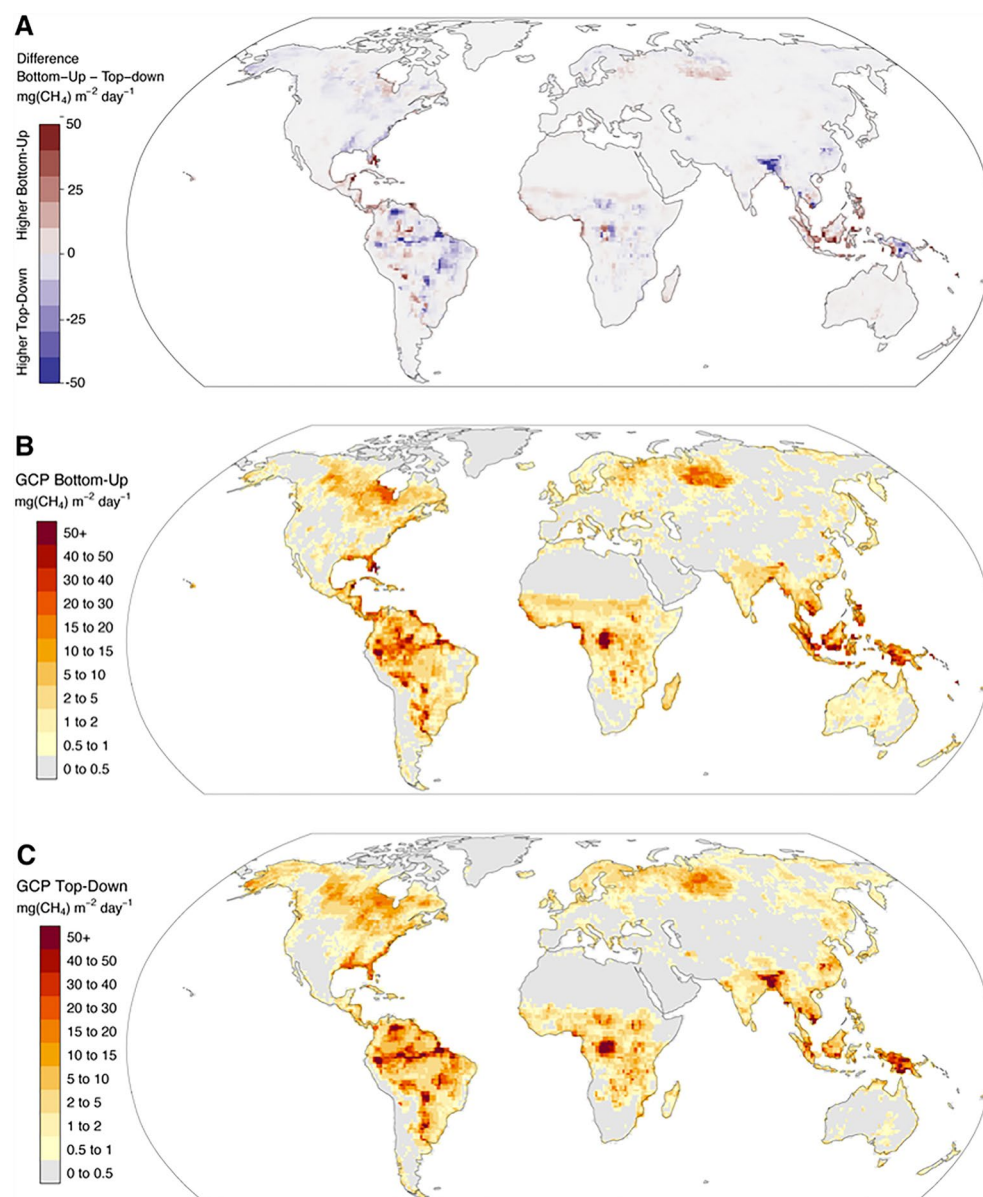 A
Difference
Bottom-Up - Top-down
mg(CH₄) m⁻² day⁻¹
Higher Bottom-Up
Higher Top-Down
50
25
0
-25
-50
B
GCP Bottom-Up
mg(CH₄) m⁻² day⁻¹
50+
40 to 50
30 to 40
20 to 30
15 to 20
10 to 15
5 to 10
2 to 5
1 to 2
0.5 to 1
0 to 0.5
C
GCP Top-Down
mg(CH₄) m⁻² day⁻¹
50+
40 to 50
30 to 40
20 to 30
15 to 20
10 to 15
5 to 10
2 to 5
1 to 2
0.5 to 1
0 to 0.5